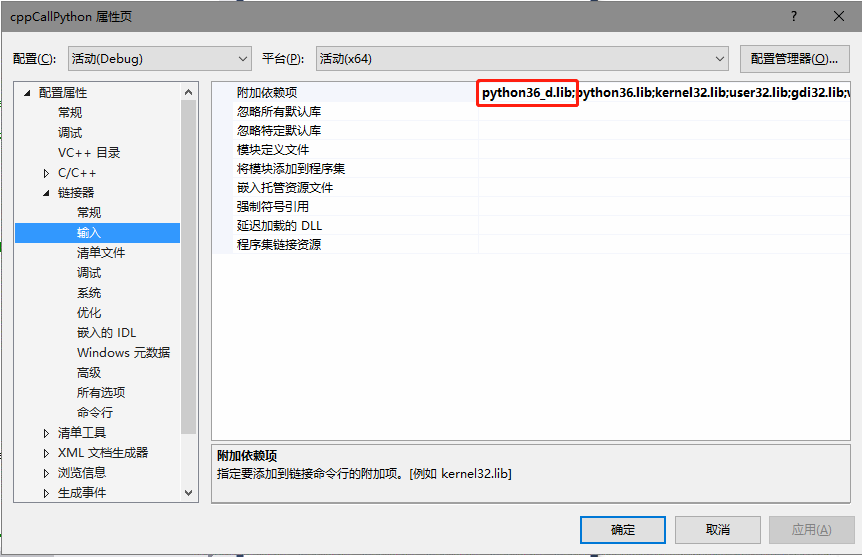 cppCallPython 属性页
配置(C): 活动(Debug) 平台(P): 活动(x64) 配置管理器(O)...
配置属性
常规
调试
VC++ 目录
C/C++
链接器
常规
输入
清单文件
调试
系统
优化
嵌入的 IDL
Windows 元数据
高级
所有选项
命令行
清单工具
XML 文档生成器
浏览信息
生成事件
附加依赖项 python36_d.lib;python36.lib;kernel32.lib;user32.lib;gdi32.lib;
忽略所有默认库
忽略特定默认库
模块定义文件
将模块添加到程序集
嵌入托管资源文件
强制符号引用
延迟加载的 DLL
程序集链接资源
附加依赖项
指定要添加到链接命令行的附加项。[例如 kernel32.lib]
确定 取消 应用(A)